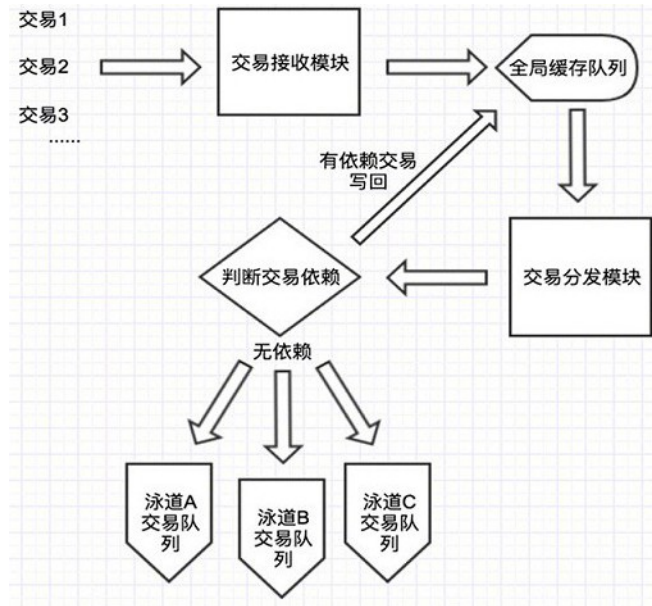 交易1
交易2
交易3
......
交易接收模块
全局缓存队列
有依赖交易
写回
判断交易依赖
交易分发模块
无依赖
泳道A
交易队
列
泳道B
交易队
列
泳道C
交易队
列